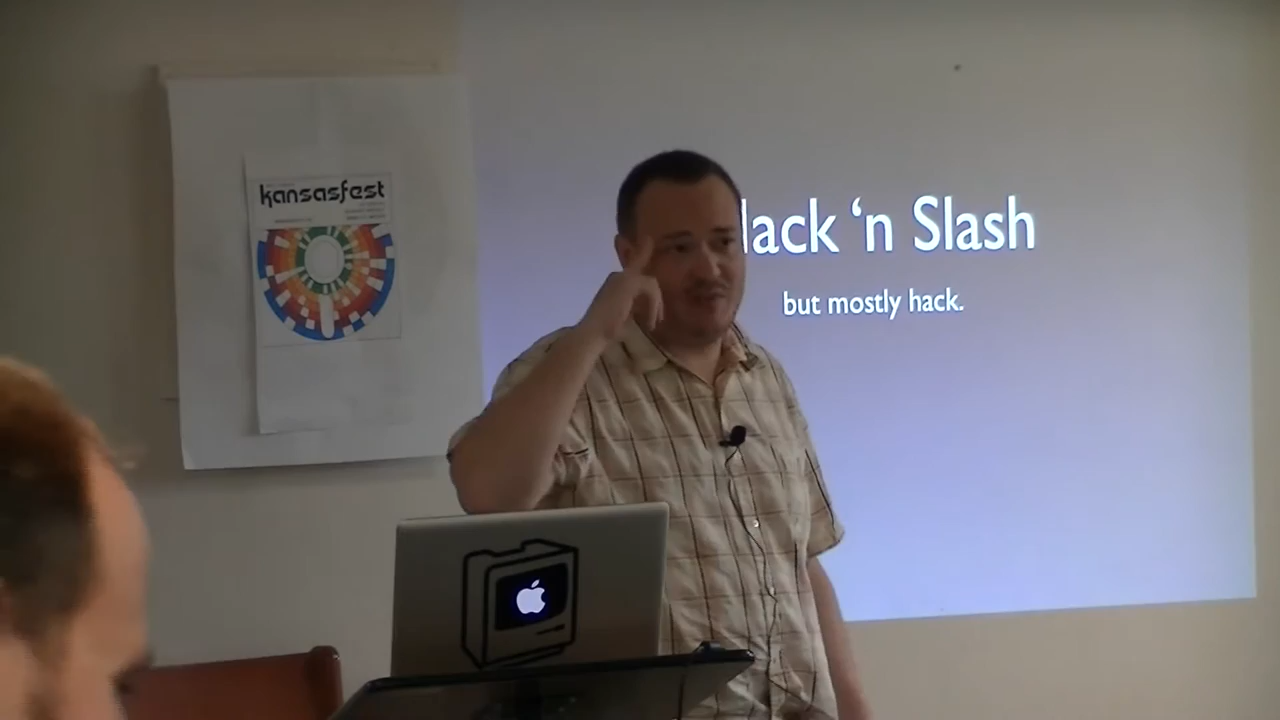 kansasfest
lack ‘n Slash
but mostly hack.